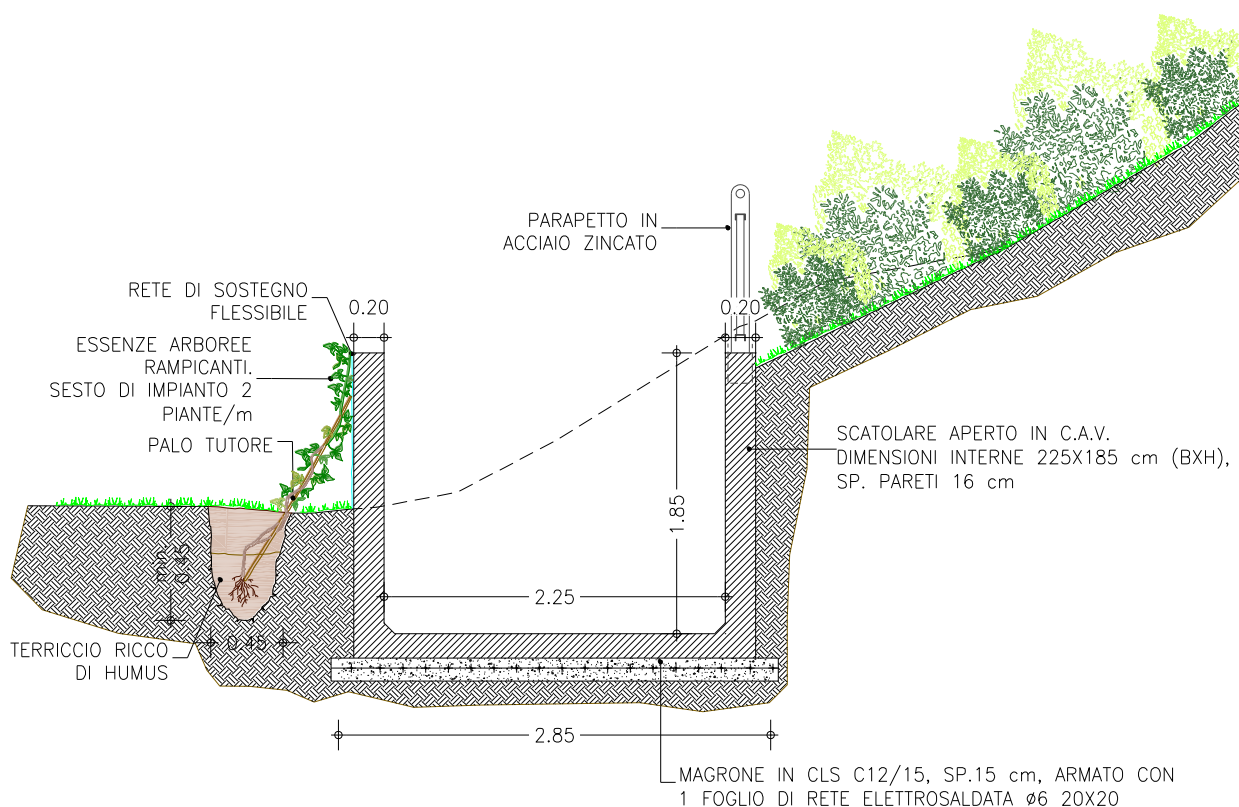 PARAPETTO IN
ACCIAIO ZINCATO
RETE DI SOSTEGNO
FLESSIBILE
0.20
0.20
ESSENZE ARBOREE
RAMPICANTI.
SESTO DI IMPIANTO 2
PIANTE/m
PALO TUTORE
SCATOLARE APERTO IN C.A.V.
DIMENSIONI INTERNE 225X185 cm (BXH),
SP. PARETI 16 cm
1.85
min.
0.45
2.25
0.45
TERRICCIO RICCO
DI HUMUS
2.85
MAGRONE IN CLS C12/15, SP.15 cm, ARMATO CON
1 FOGLIO DI RETE ELETTROSALDATA ø6 20X20